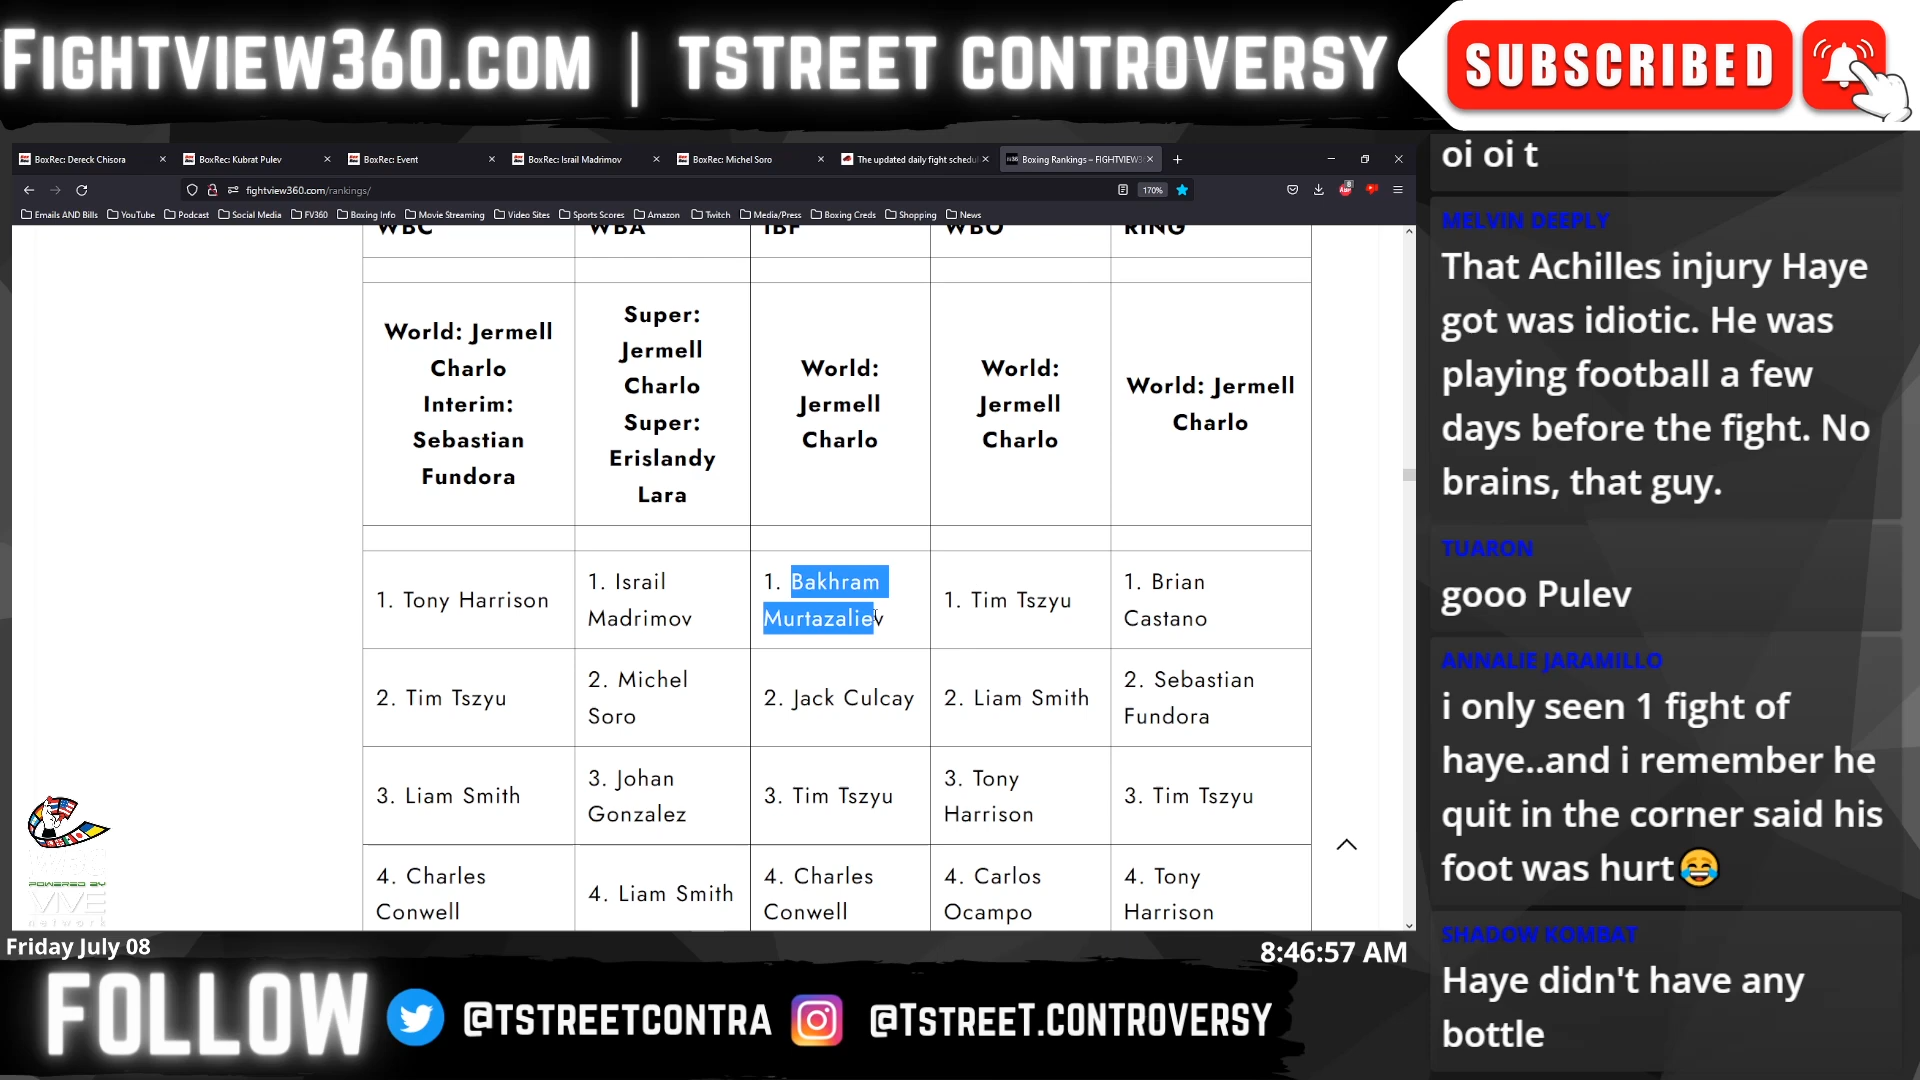 FIGHTVIEW360.COM | TSTREET CONTROVERSY
SUBSCRIBED
BoxRec: Dereck Chisora
BoxRec: Kubrat Pulev
BoxRec: Event
BoxRec: Israil Madrimov
BoxRec: Michel Soro
The updated daily fight schedul
Boxing Rankings – FIGHTVIEW3
fightview360.com/rankings/
170%
Emails AND Bills
YouTube
Podcast
Social Media
FV360
Boxing Info
Movie Streaming
Video Sites
Sports Scores
Amazon
Twitch
Media/Press
Boxing Creds
Shopping
News
WBC
WBA
IBF
WBO
RING
World: Jermell
Charlo
Interim:
Sebastian
Fundora
Super:
Jermell
Charlo
Super:
Erislandy
Lara
World:
Jermell
Charlo
World:
Jermell
Charlo
World: Jermell
Charlo
1. Tony Harrison
1. Israil
Madrimov
1. Bakhram
Murtazaliev
1. Tim Tszyu
1. Brian
Castano
2. Tim Tszyu
2. Michel
Soro
2. Jack Culcay
2. Liam Smith
2. Sebastian
Fundora
3. Liam Smith
3. Johan
Gonzalez
3. Tim Tszyu
3. Tony
Harrison
3. Tim Tszyu
4. Charles
Conwell
4. Liam Smith
4. Charles
Conwell
4. Carlos
Ocampo
4. Tony
Harrison
POWERED BY
VIVE
network
oi oi t
MELVIN DEEPLY
That Achilles injury Haye
got was idiotic. He was
playing football a few
days before the fight. No
brains, that guy.
TUARON
gooo Pulev
ANNALIE JARAMILLO
i only seen 1 fight of
haye..and i remember he
quit in the corner said his
foot was hurt😂
SHADOW KOMBAT
Haye didn't have any
bottle
Friday July 08
8:46:57 AM
FOLLOW
@TSTREETCONTRA
@TSTREET.CONTROVERSY